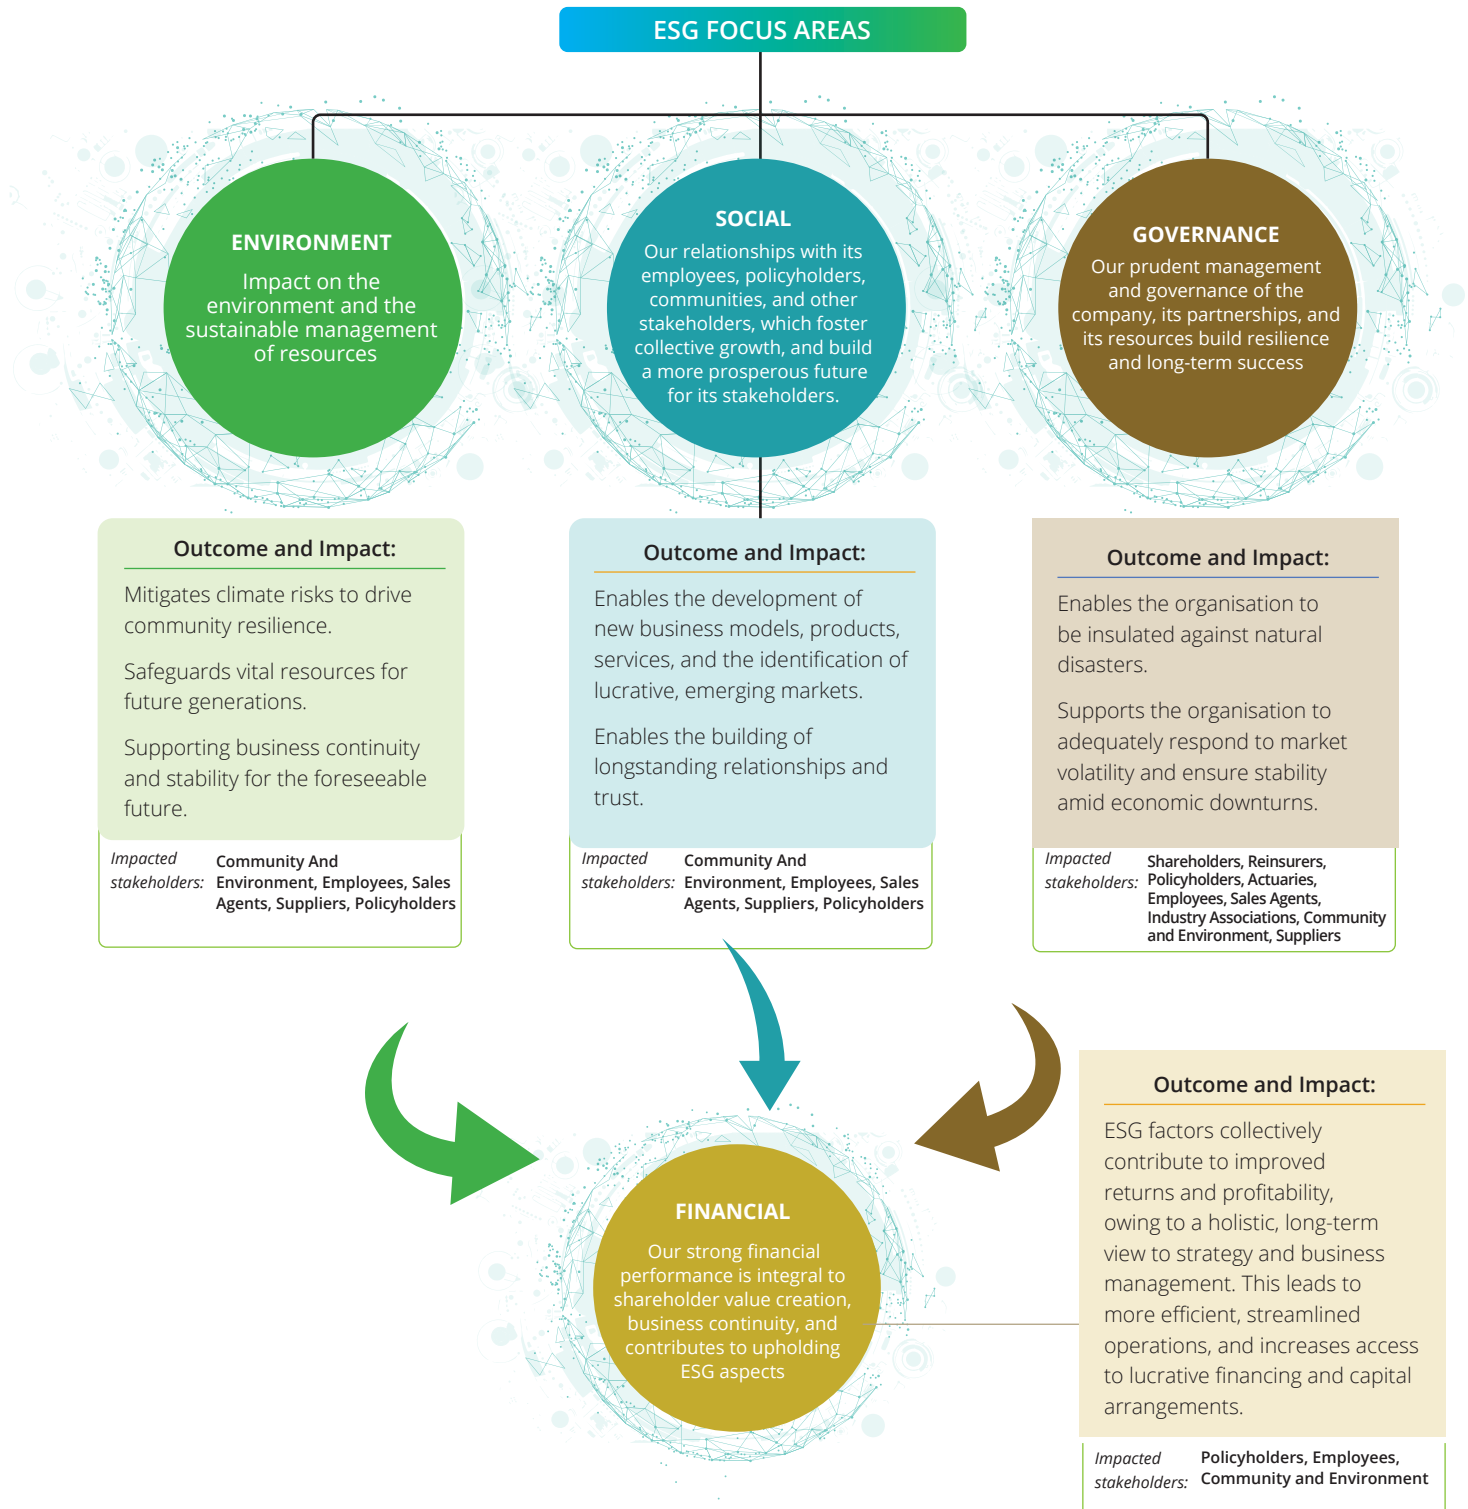 ESG FOCUS AREAS
ENVIRONMENT
Impact on the
environment and the
sustainable management
of resources
SOCIAL
Our relationships with its
employees, policyholders,
communities, and other
stakeholders, which foster
collective growth, and build
a more prosperous future
for its stakeholders.
GOVERNANCE
Our prudent management
and governance of the
company, its partnerships, and
its resources build resilience
and long-term success
Outcome and Impact:
Mitigates climate risks to drive
community resilience.
Safeguards vital resources for
future generations.
Supporting business continuity
and stability for the foreseeable
future.
Impacted
stakeholders:
Community And
Environment, Employees, Sales
Agents, Suppliers, Policyholders
Outcome and Impact:
Enables the development of
new business models, products,
services, and the identification of
lucrative, emerging markets.
Enables the building of
longstanding relationships and
trust.
Impacted
stakeholders:
Community And
Environment, Employees, Sales
Agents, Suppliers, Policyholders
Outcome and Impact:
Enables the organisation to
be insulated against natural
disasters.
Supports the organisation to
adequately respond to market
volatility and ensure stability
amid economic downturns.
Impacted
stakeholders:
Shareholders, Reinsurers,
Policyholders, Actuaries,
Employees, Sales Agents,
Industry Associations, Community
and Environment, Suppliers
FINANCIAL
Our strong financial
performance is integral to
shareholder value creation,
business continuity, and
contributes to upholding
ESG aspects
Outcome and Impact:
ESG factors collectively
contribute to improved
returns and profitability,
owing to a holistic, long-term
view to strategy and business
management. This leads to
more efficient, streamlined
operations, and increases access
to lucrative financing and capital
arrangements.
Impacted
stakeholders:
Policyholders, Employees,
Community and Environment